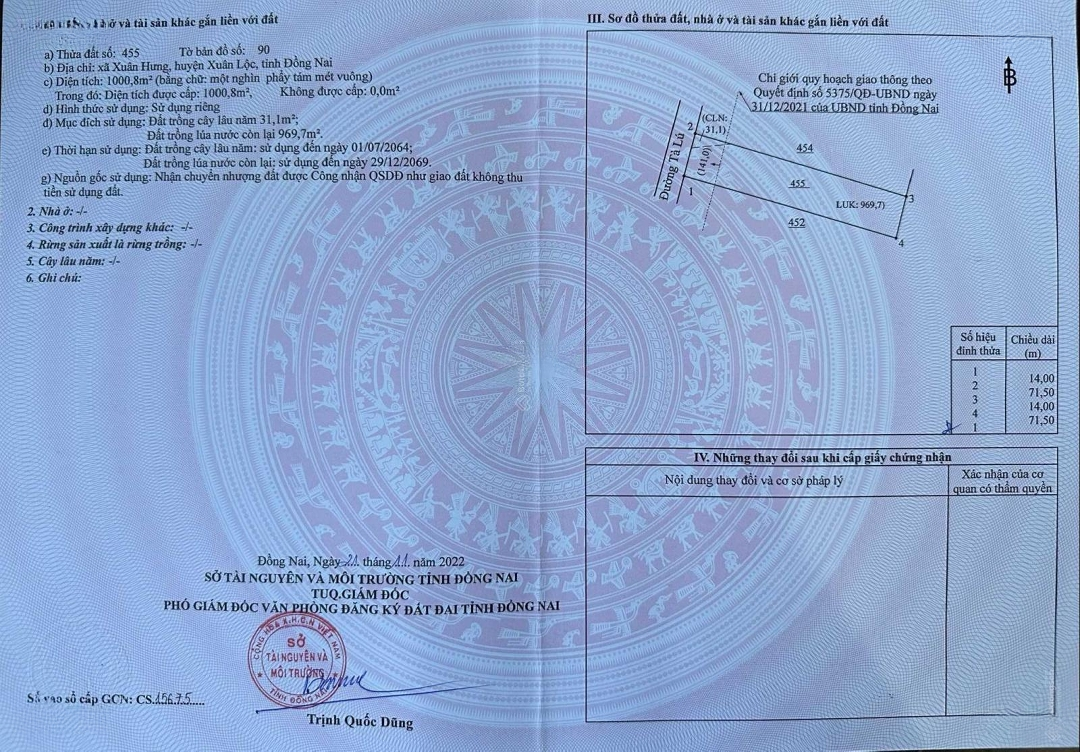 ở và tài sản khác gắn liền với đất
a) Thửa đất số: 455 Tờ bản đồ số: 90
b) Địa chỉ: xã Xuân Hưng, huyện Xuân Lộc, tỉnh Đồng Nai
c) Diện tích: 1000,8m² (bằng chữ: một nghìn phẩy tám mét vuông)
Trong đó: Diện tích được cấp: 1000,8m², Không được cấp: 0,0m²
d) Hình thức sử dụng: Sử dụng riêng
đ) Mục đích sử dụng: Đất trồng cây lâu năm 31,1m²;
Đất trồng lúa nước còn lại 969,7m².
e) Thời hạn sử dụng: Đất trồng cây lâu năm: sử dụng đến ngày 01/07/2064;
Đất trồng lúa nước còn lại: sử dụng đến ngày 29/12/2069.
g) Nguồn gốc sử dụng: Nhận chuyển nhượng đất được Công nhận QSDĐ như giao đất không thu
tiền sử dụng đất.
2. Nhà ở: -/-
3. Công trình xây dựng khác: -/-
4. Rừng sản xuất là rừng trồng: -/-
5. Cây lâu năm: -/-
6. Ghi chú:
Đồng Nai, Ngày 21 tháng 11 năm 2022
SỞ TÀI NGUYÊN VÀ MÔI TRƯỜNG TỈNH ĐỒNG NAI
TUQ.GIÁM ĐỐC
PHÓ GIÁM ĐỐC VĂN PHÒNG ĐĂNG KÝ ĐẤT ĐAI TỈNH ĐỒNG NAI
CỘNG HÒA X.H.C.N VIỆT NAM
SỞ
TÀI NGUYÊN VÀ
MÔI TRƯỜNG
TỈNH ĐỒNG NAI
Số vào sổ cấp GCN: CS.15675.....
Trịnh Quốc Dũng
III. Sơ đồ thửa đất, nhà ở và tài sản khác gắn liền với đất
B
Chỉ giới quy hoạch giao thông theo
Quyết định số 5375/QĐ-UBND ngày
31/12/2021 của UBND tỉnh Đồng Nai
Đường Tà Lú
2
(CLN:
31,1)
(141,0)
1
454
455
LUK: 969,7)
452
3
4
Số hiệu đỉnh thửa Chiều dài (m)
1
14,00
2
71,50
3
14,00
4
71,50
1
IV. Những thay đổi sau khi cấp giấy chứng nhận
Nội dung thay đổi và cơ sở pháp lý
Xác nhận của cơ
quan có thẩm quyền